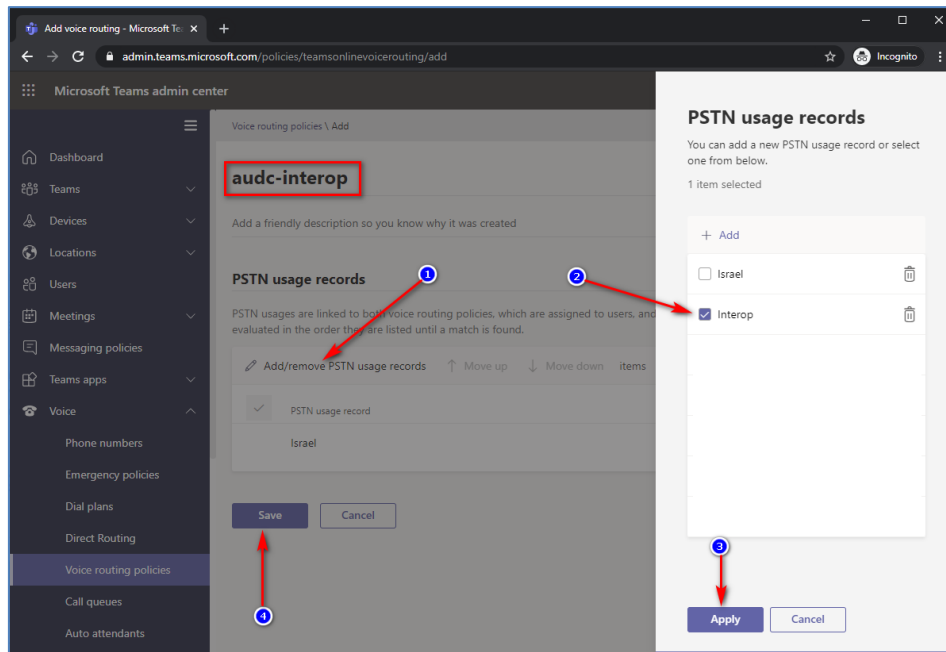 Add voice routing - Microsoft Te
admin.teams.microsoft.com/policies/teamsonlinevoicerouting/add
Incognito
Microsoft Teams admin center
Dashboard
Teams
Devices
Locations
Users
Meetings
Messaging policies
Teams apps
Voice
Phone numbers
Emergency policies
Dial plans
Direct Routing
Voice routing policies
Call queues
Auto attendants
Voice routing policies \ Add
audc-interop
Add a friendly description so you know why it was created
PSTN usage records
1
PSTN usages are linked to both voice routing policies, which are assigned to users, and
evaluated in the order they are listed until a match is found.
Add/remove PSTN usage records Move up Move down items
PSTN usage record
Israel
Save Cancel
4
PSTN usage records
You can add a new PSTN usage record or select
one from below.
1 item selected
+ Add
Israel
2
Interop
3
Apply Cancel